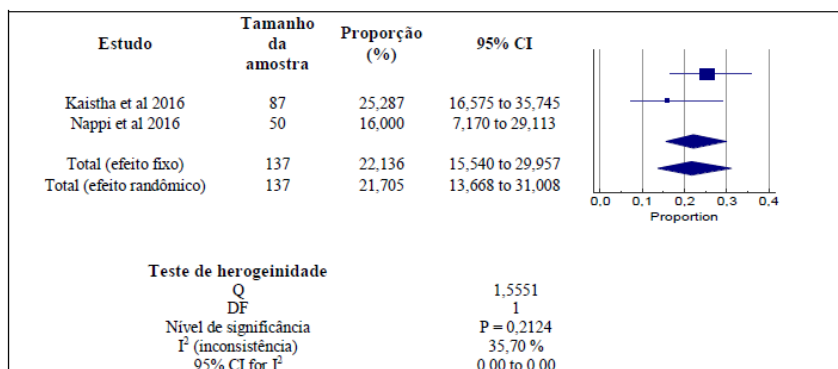 Estudo Tamanho da amostra Proporção (%) 95% CI
Kaistha et al 2016 87 25,287 16,575 to 35,745
Nappi et al 2016 50 16,000 7,170 to 29,113
Total (efeito fixo) 137 22,136 15,540 to 29,957
Total (efeito randômico) 137 21,705 13,668 to 31,008
0,0 0,1 0,2 0,3 0,4
Proportion
Teste de herogeinidade
Q 1,5551
DF 1
Nível de significância P = 0,2124
I² (inconsistência) 35,70 %
95% CI for I² 0,00 to 0,00